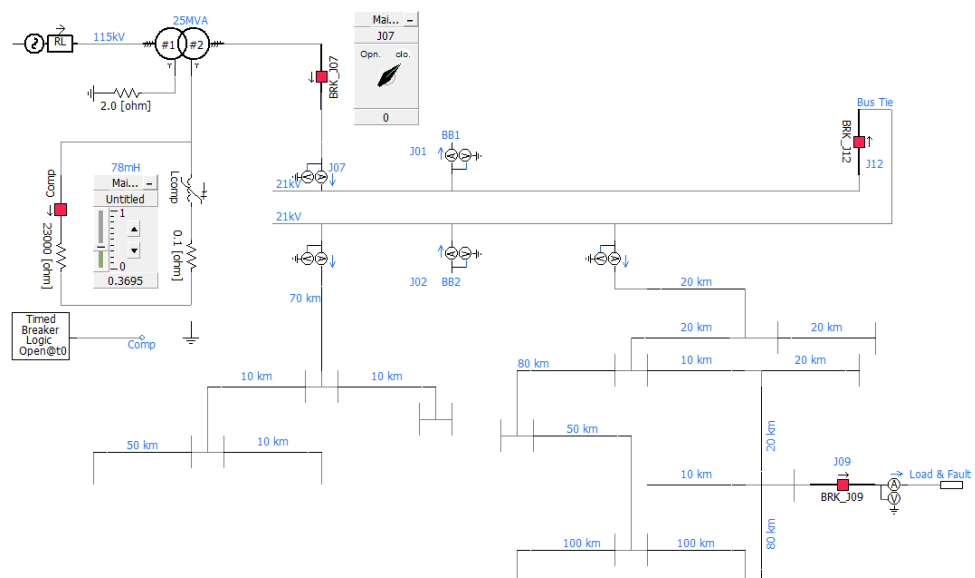 25MVA
RL
115kV
#1
#2
2.0 [ohm]
Mai...
J07
Opn.
clo.
0
BRK_J07
J07
21kV
BB1
J01
A
V
Bus Tie
BRK_J12
J12
21kV
J02
BB2
78mH
Mai...
Untitled
1
0
0.3695
Comp
23000 [ohm]
Lcomp
0.1 [ohm]
Timed
Breaker
Logic
Open@t0
Comp
70 km
10 km
10 km
50 km
10 km
20 km
20 km
20 km
80 km
10 km
20 km
50 km
20 km
10 km
J09
BRK_J09
A
V
Load & Fault
100 km
100 km
80 km